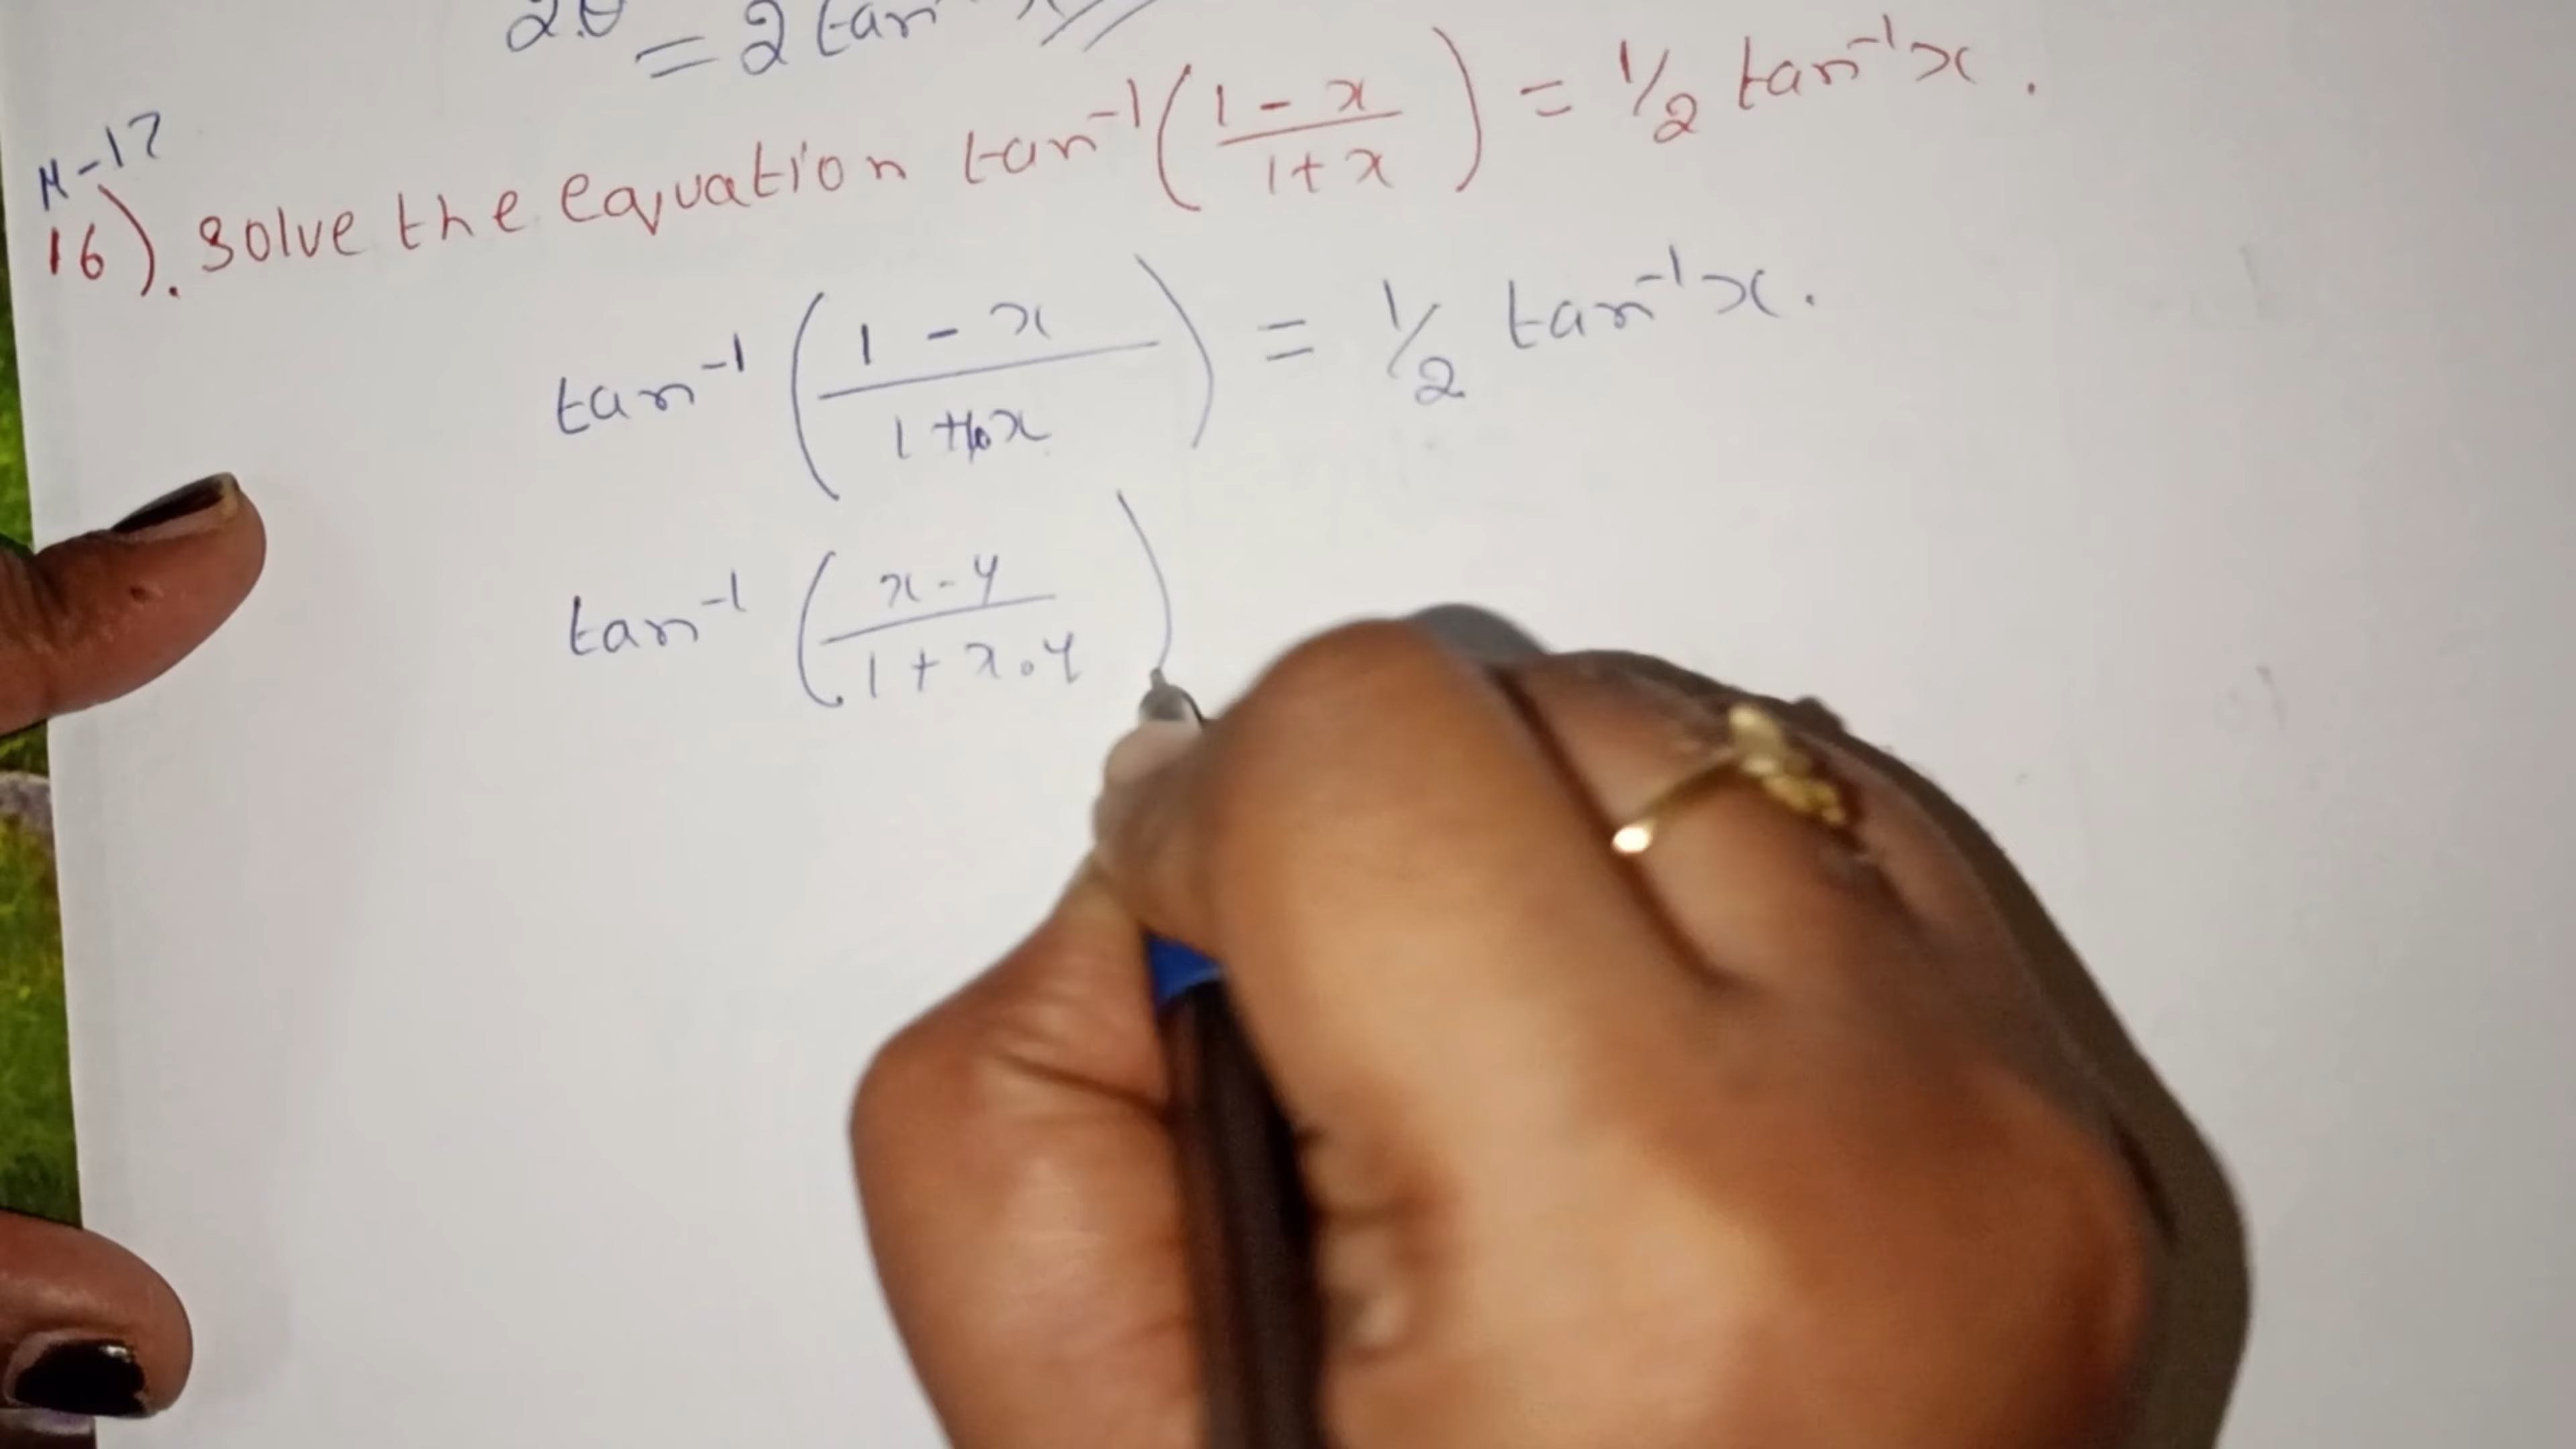 2θ = 2 tan
M-17
16). Solve the equation tan⁻¹(1 - x / 1 + x) = 1/2 tan⁻¹x.
tan⁻¹(1 - x / 1 + x) = 1/2 tan⁻¹x.
tan⁻¹(x - y / 1 + x.y)